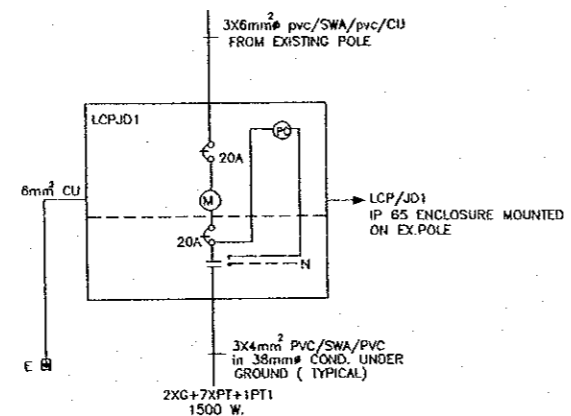 3X6mm²ø pvc/SWA/pvc/CU
FROM EXISTING POLE
LCPJD1
PC
20A
6mm² CU
M
LCP/JD1
IP 65 ENCLOSURE MOUNTED
ON EX.POLE
20A
N
3X4mm² PVC/SWA/PVC
in 38mmø COND. UNDER
GROUND ( TYPICAL)
E
2XG+7XPT+1PT1
1500 W.